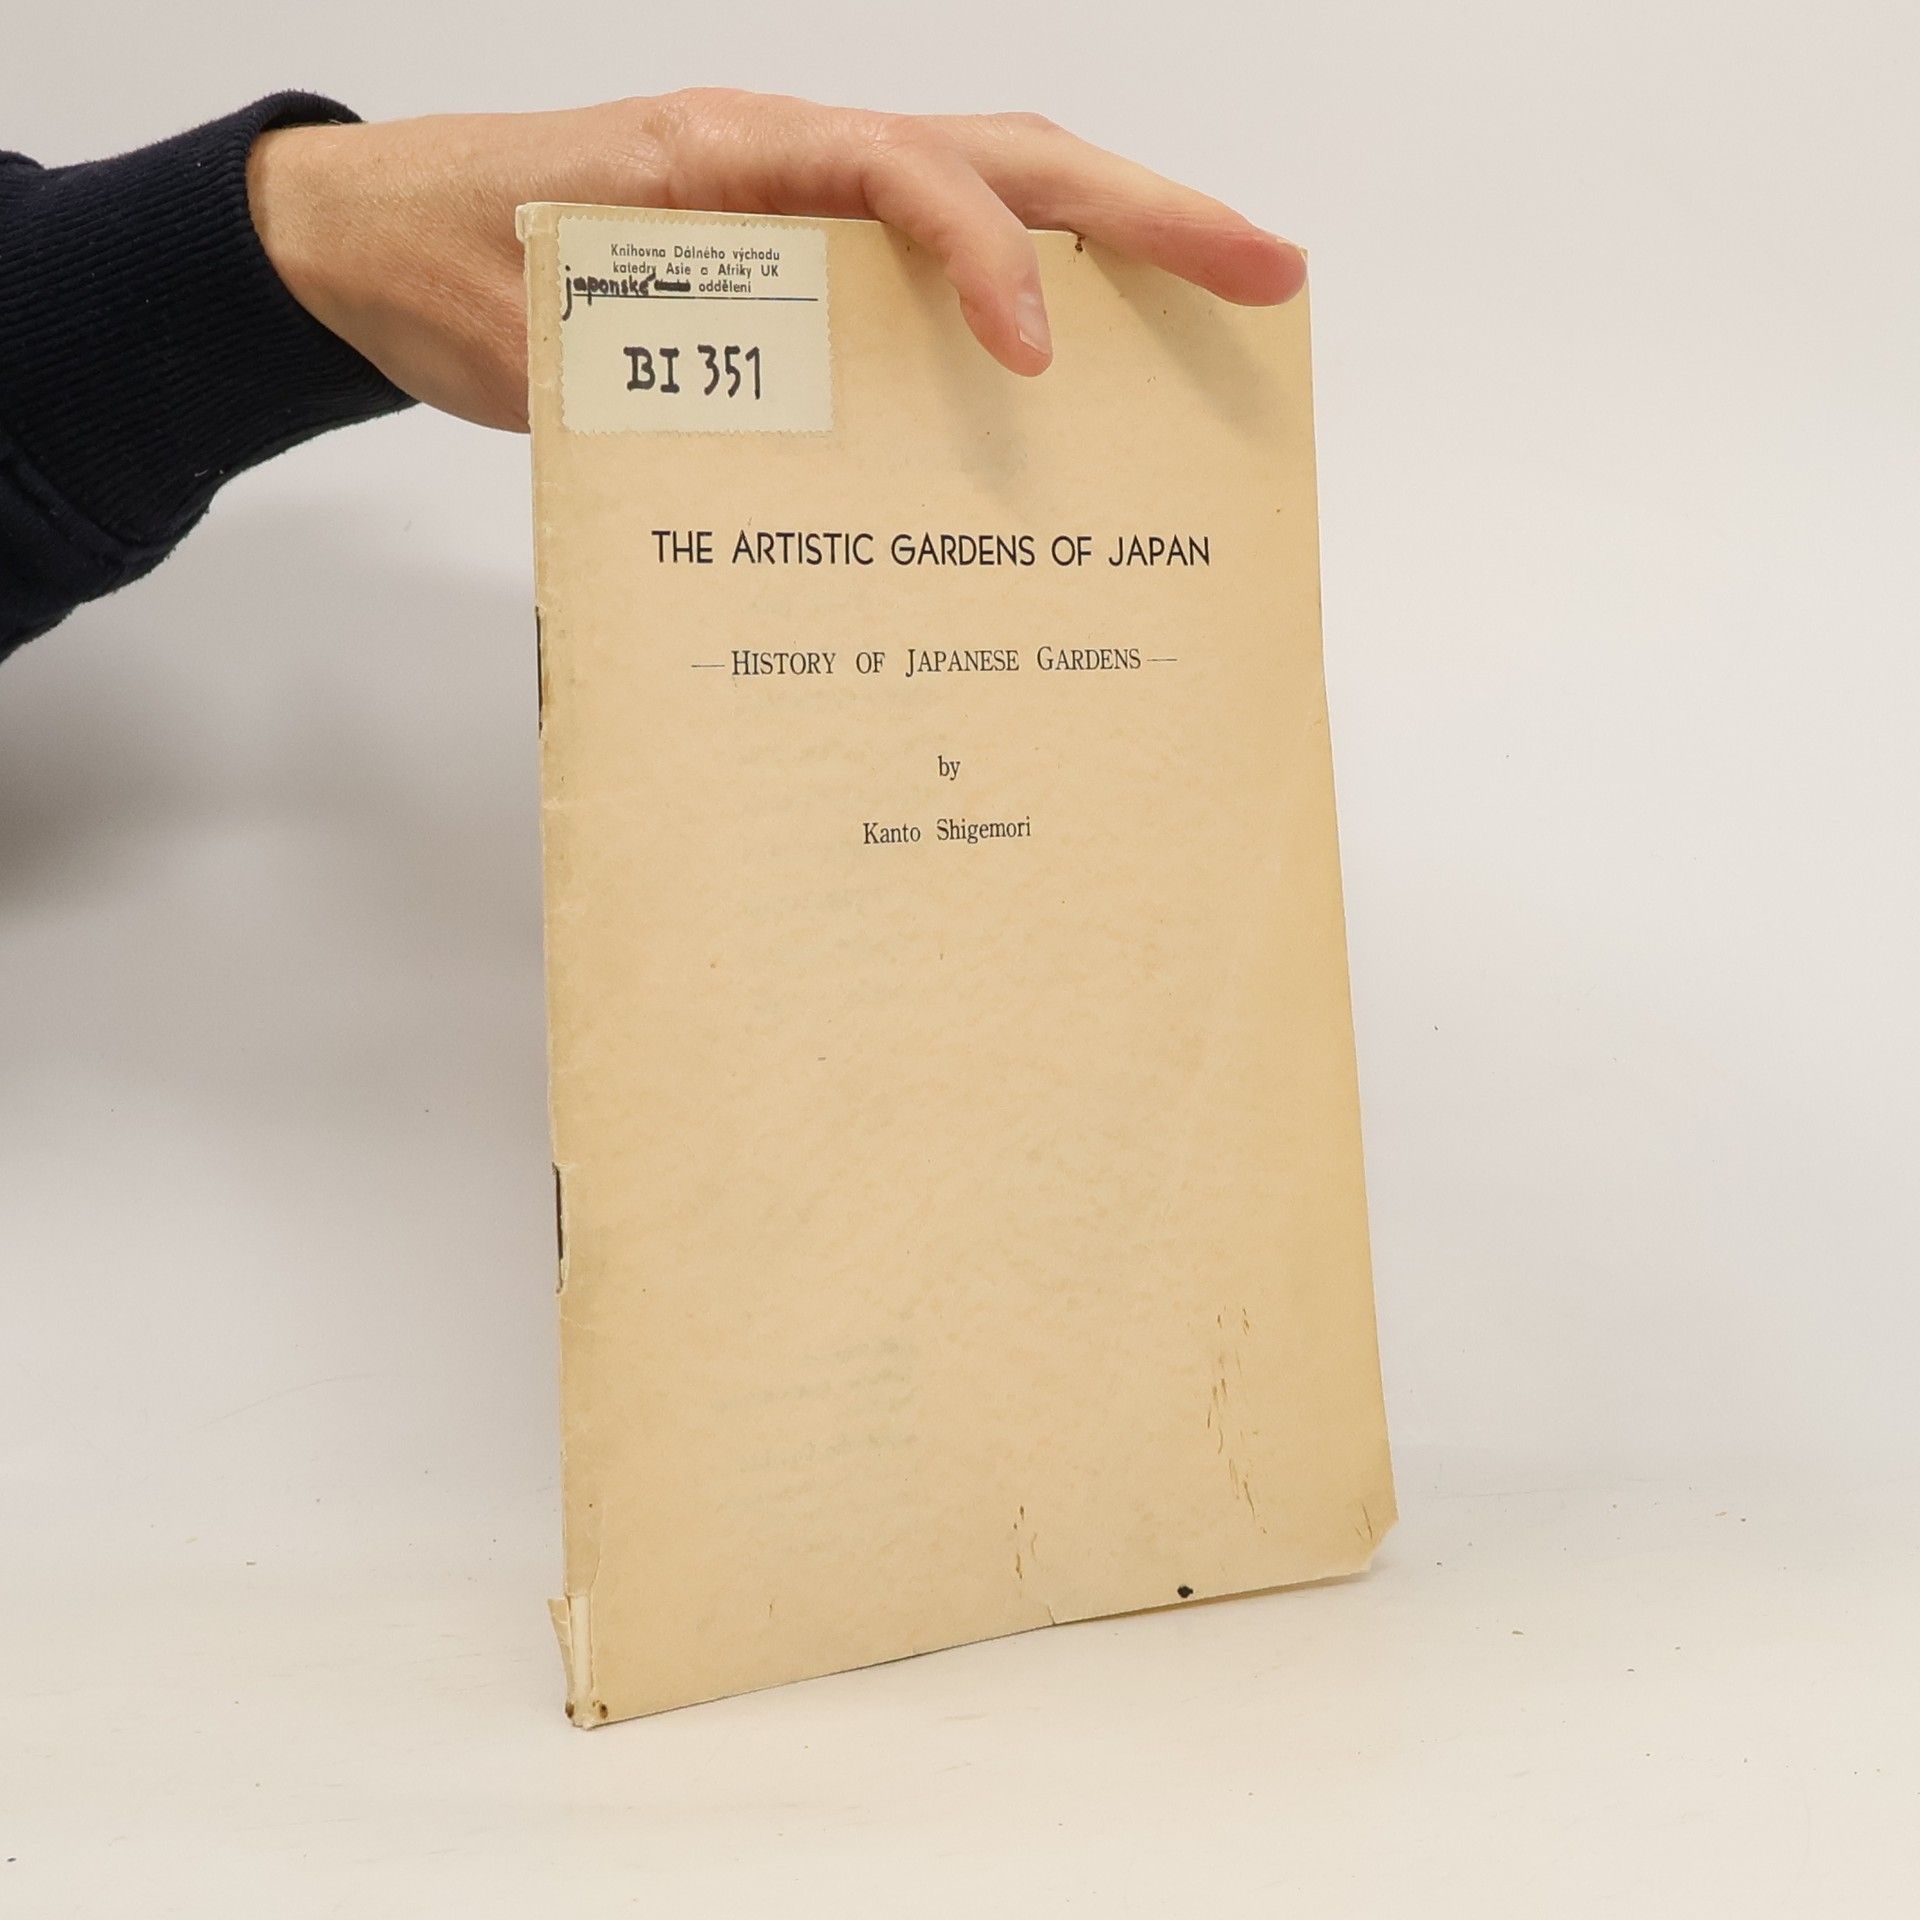 Knihovna Dálného východu
katedry Asie a Afriky UK
japonské oddělení
BI 351
THE ARTISTIC GARDENS OF JAPAN
— HISTORY OF JAPANESE GARDENS —
by
Kanto Shigemori